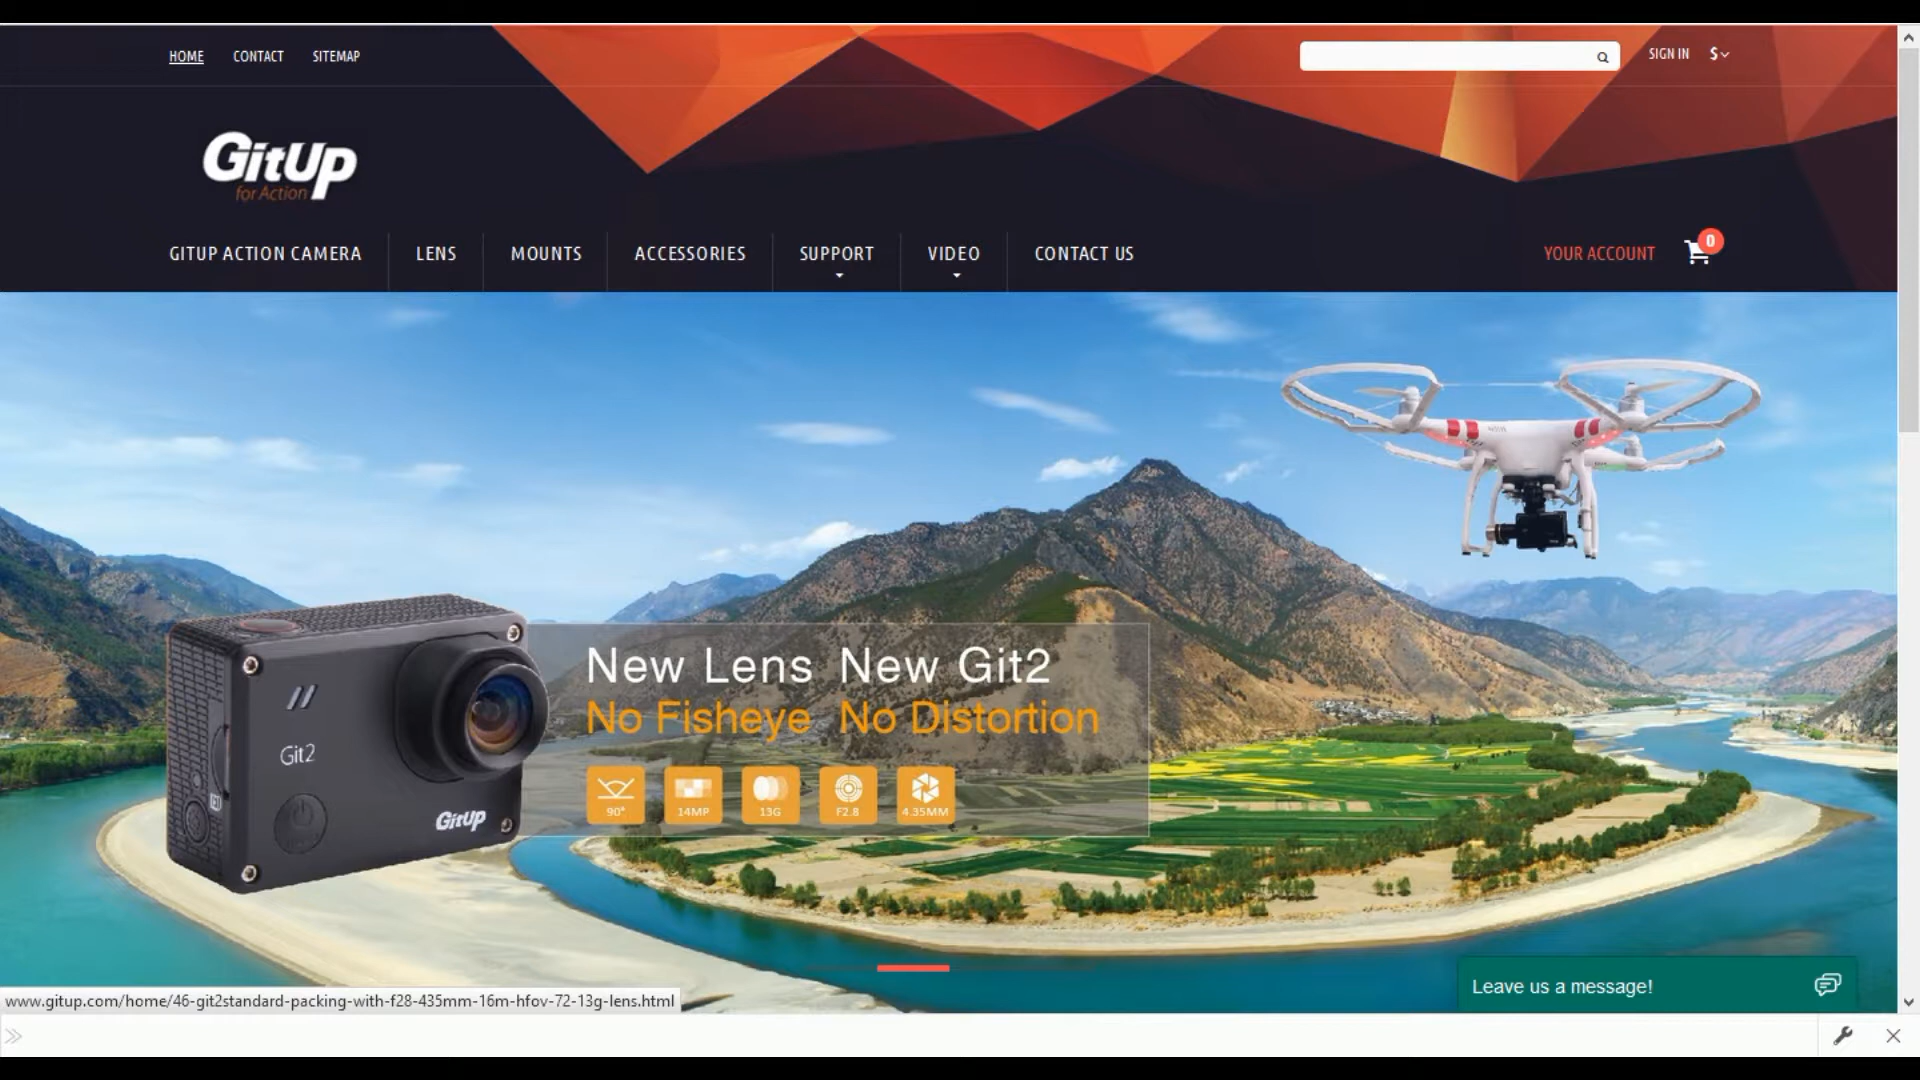 HOME CONTACT SITEMAP
SIGN IN $
GitUp
for Action
GITUP ACTION CAMERA LENS MOUNTS ACCESSORIES SUPPORT VIDEO CONTACT US YOUR ACCOUNT 0
New Lens New Git2
No Fisheye No Distortion
90° 14MP 13G F2.8 4.35MM
Git2
GitUp
Leave us a message!
www.gitup.com/home/46-git2standard-packing-with-f28-435mm-16m-hfov-72-13g-lens.html